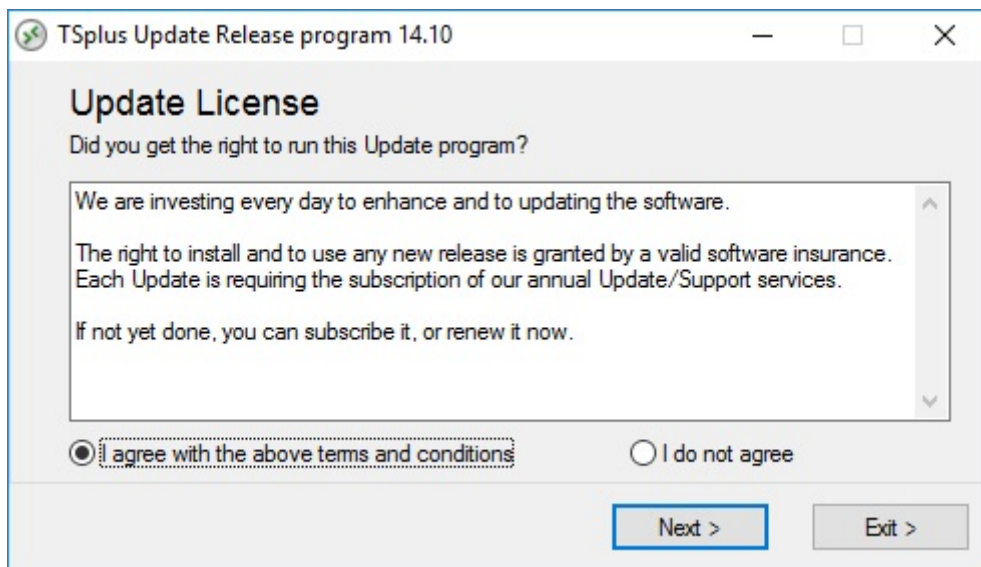 TSplus Update Release program 14.10
Update License
Did you get the right to run this Update program?
We are investing every day to enhance and to updating the software.
The right to install and to use any new release is granted by a valid software insurance.
Each Update is requiring the subscription of our annual Update/Support services.
If not yet done, you can subscribe it, or renew it now.
I agree with the above terms and conditions
I do not agree
Next >
Exit >